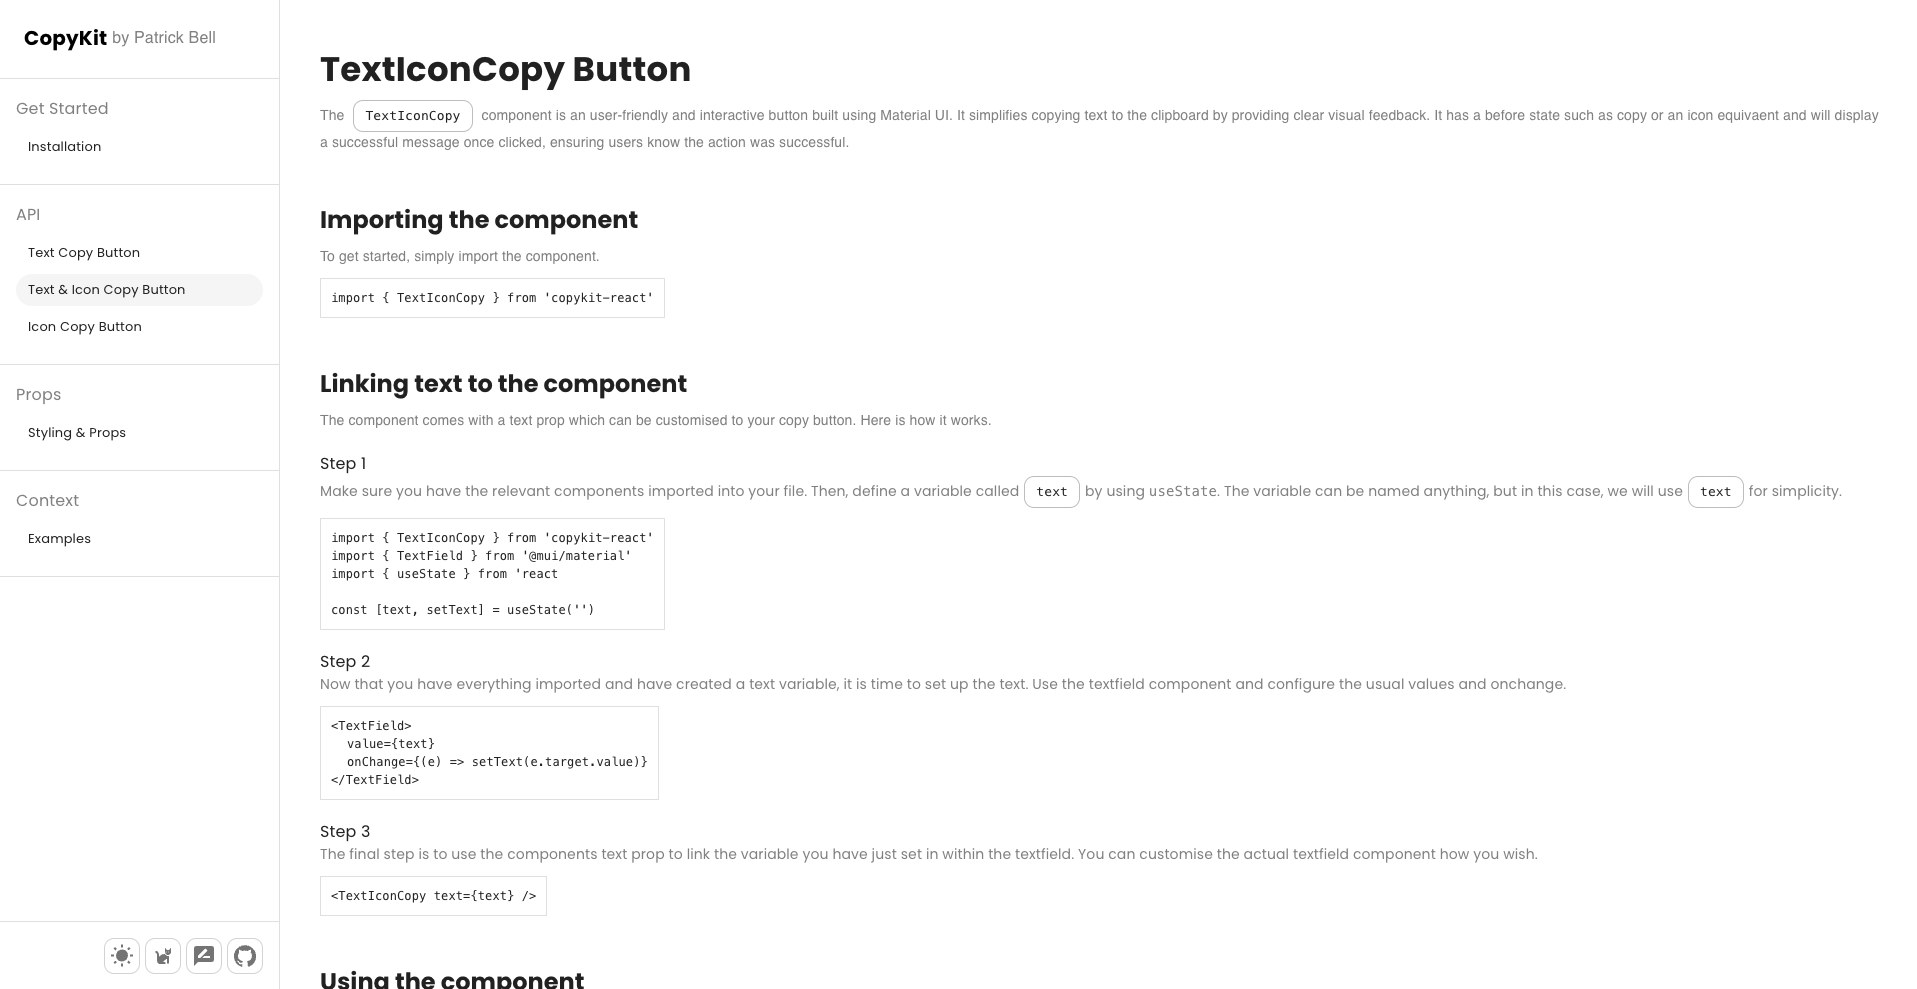 CopyKit by Patrick Bell
Get Started
Installation
API
Text Copy Button
Text & Icon Copy Button
Icon Copy Button
Props
Styling & Props
Context
Examples
TextIconCopy Button
The TextIconCopy component is an user-friendly and interactive button built using Material UI. It simplifies copying text to the clipboard by providing clear visual feedback. It has a before state such as copy or an icon equivaent and will display
a successful message once clicked, ensuring users know the action was successful.
Importing the component
To get started, simply import the component.
import { TextIconCopy } from 'copykit-react'
Linking text to the component
The component comes with a text prop which can be customised to your copy button. Here is how it works.
Step 1
Make sure you have the relevant components imported into your file. Then, define a variable called text by using useState. The variable can be named anything, but in this case, we will use text for simplicity.
import { TextIconCopy } from 'copykit-react'
import { TextField } from '@mui/material'
import { useState } from 'react
const [text, setText] = useState('')
Step 2
Now that you have everything imported and have created a text variable, it is time to set up the text. Use the textfield component and configure the usual values and onchange.
<TextField>
value={text}
onChange={(e) => setText(e.target.value)}
</TextField>
Step 3
The final step is to use the components text prop to link the variable you have just set in within the textfield. You can customise the actual textfield component how you wish.
<TextIconCopy text={text} />
Using the component